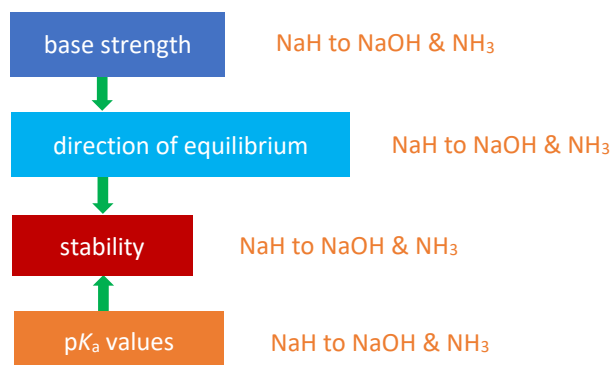 base strength NaH to NaOH & NH₃
direction of equilibrium NaH to NaOH & NH₃
stability NaH to NaOH & NH₃
pKa values NaH to NaOH & NH₃